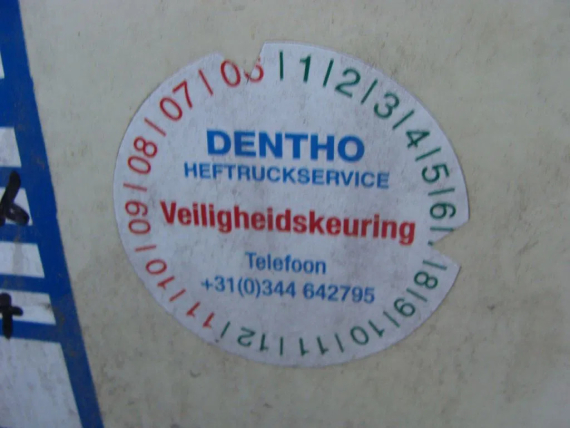 DENTHO
HEFTRUCKSERVICE
Veiligheidskeuring
Telefoon
+31(0)344 642795
|1|2|3|4|5|6| |8|9|10|11|12|
07|08|09|10|11|